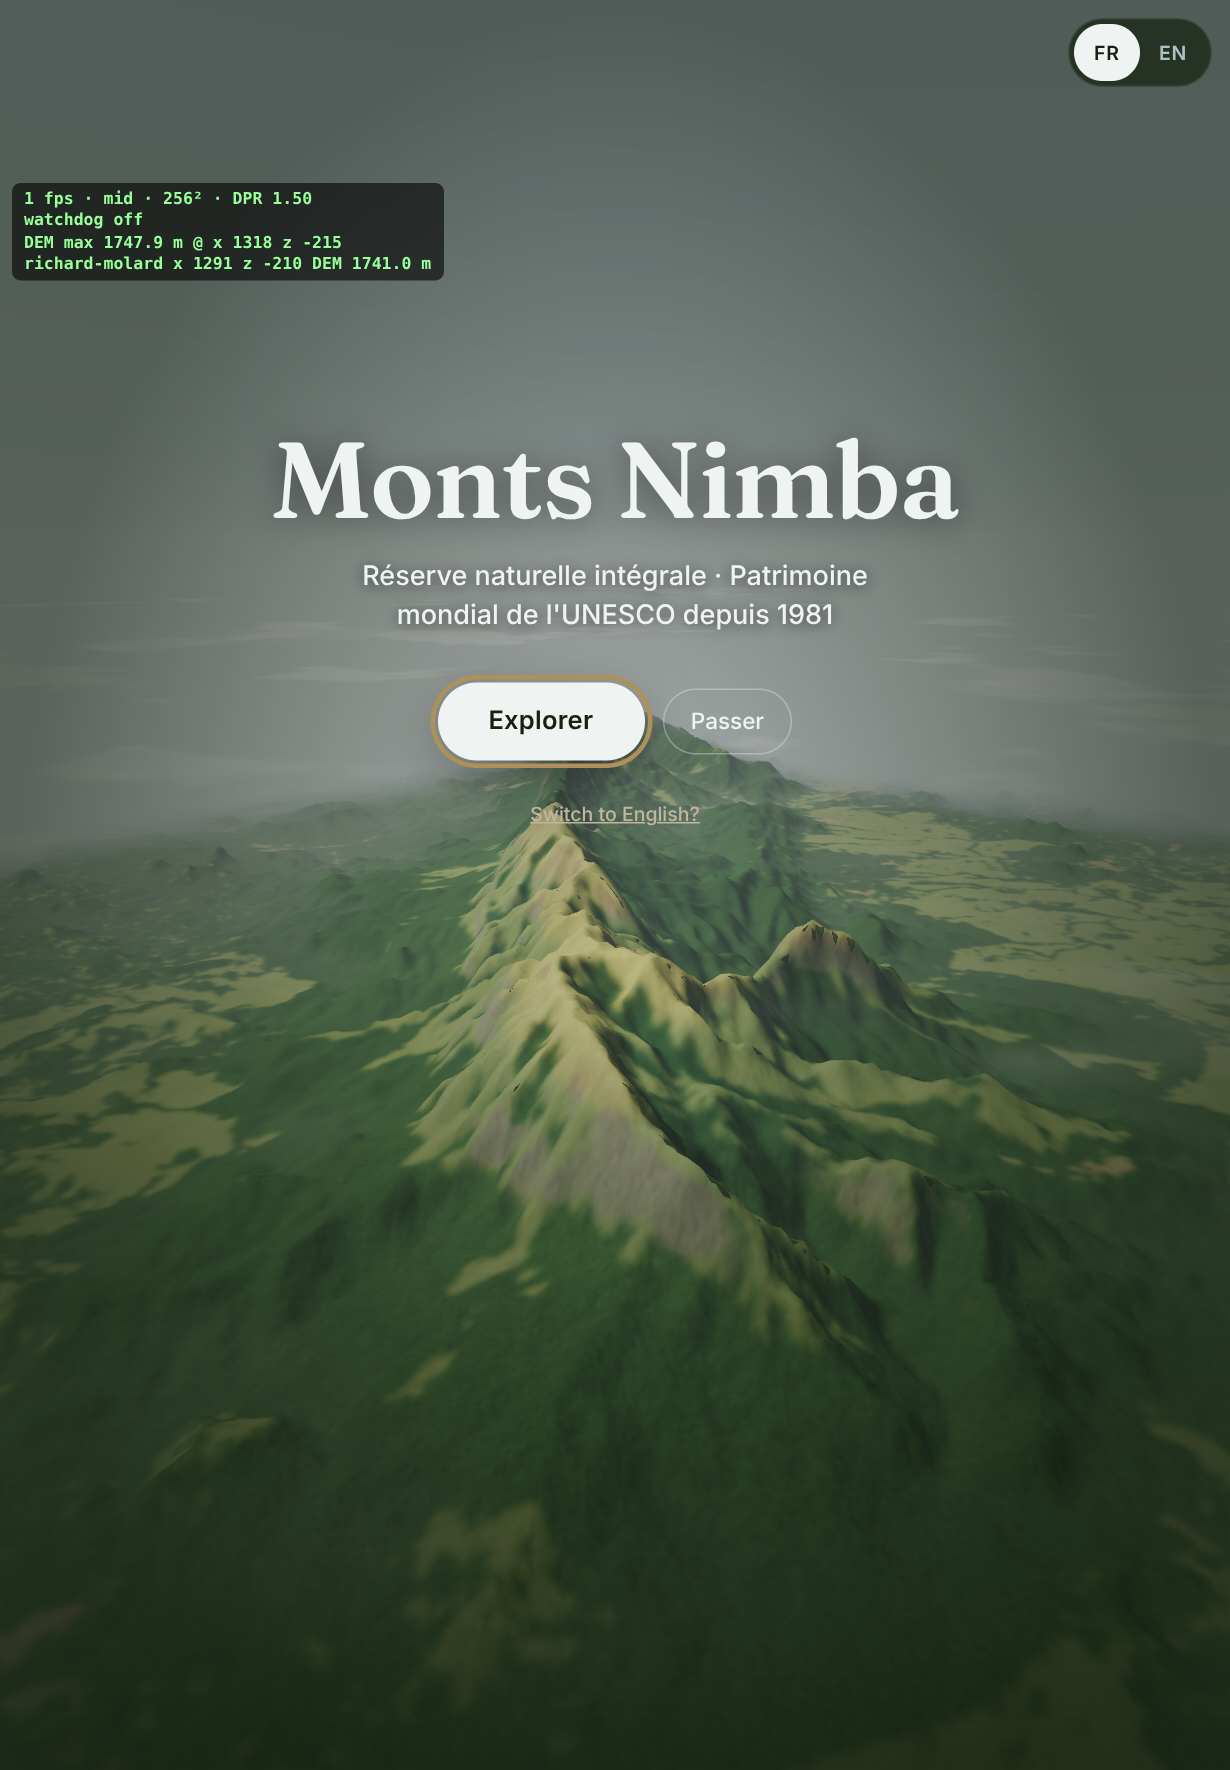 FR EN
1 fps · mid · 256² · DPR 1.50
watchdog off
DEM max 1747.9 m @ x 1318 z -215
richard-molard x 1291 z -210 DEM 1741.0 m
Monts Nimba
Réserve naturelle intégrale · Patrimoine
mondial de l'UNESCO depuis 1981
Explorer Passer
Switch to English?